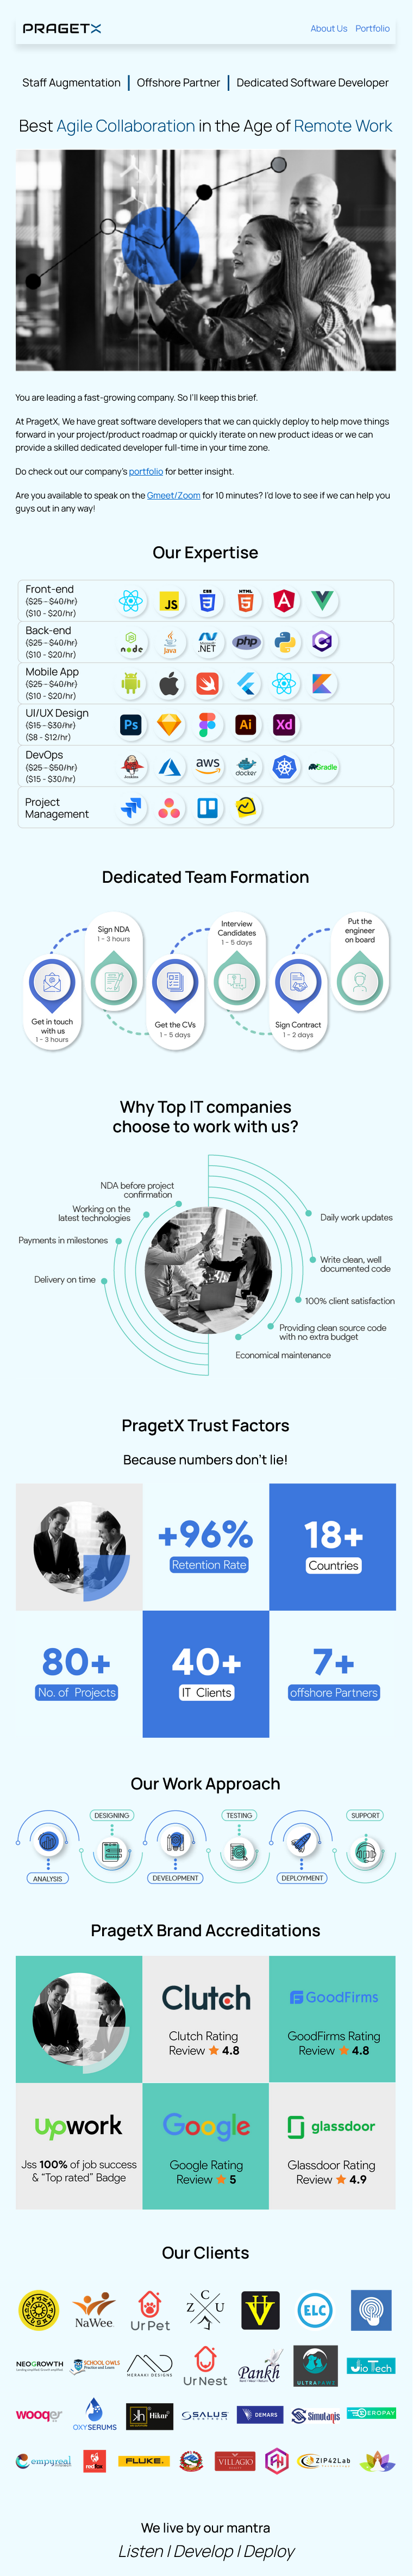 PRAGETX
About Us Portfolio
Staff Augmentation | Offshore Partner | Dedicated Software Developer
Best Agile Collaboration in the Age of Remote Work
You are leading a fast-growing company. So I'll keep this brief.
At PragetX, We have great software developers that we can quickly deploy to help move things
forward in your project/product roadmap or quickly iterate on new product ideas or we can
provide a skilled dedicated developer full-time in your time zone.
Do check out our company's portfolio for better insight.
Are you available to speak on the Gmeet/Zoom for 10 minutes? I'd love to see if we can help you
guys out in any way!
Our Expertise
Front-end
($25 - $40/hr)
($10 - $20/hr)
JS
CSS
HTML
Back-end
($25 - $40/hr)
($10 - $20/hr)
node
Java
.NET
php
Mobile App
($25 - $40/hr)
($10 - $20/hr)
UI/UX Design
($15 - $30/hr)
($8 - $12/hr)
Ps
Ai
Xd
DevOps
($25 - $50/hr)
($15 - $30/hr)
Jenkins
aws
docker
Gradle
Project
Management
Dedicated Team Formation
Get in touch
with us
1 - 3 hours
Sign NDA
1 - 3 hours
Get the CVs
1 - 5 days
Interview
Candidates
1 - 5 days
Sign Contract
1 - 2 days
Put the
engineer
on board
Why Top IT companies
choose to work with us?
NDA before project
confirmation
Working on the
latest technologies
Payments in milestones
Delivery on time
Daily work updates
Write clean, well
documented code
100% client satisfaction
Providing clean source code
with no extra budget
Economical maintenance
PragetX Trust Factors
Because numbers don't lie!
+96%
Retention Rate
18+
Countries
80+
No. of Projects
40+
IT Clients
7+
offshore Partners
Our Work Approach
ANALYSIS
DESIGNING
DEVELOPMENT
TESTING
DEPLOYMENT
SUPPORT
PragetX Brand Accreditations
Clutch
Clutch Rating
Review ★ 4.8
GoodFirms
GoodFirms Rating
Review ★ 4.8
Upwork
Jss 100% of job success
& "Top rated" Badge
Google
Google Rating
Review ★ 5
glassdoor
Glassdoor Rating
Review ★ 4.9
Our Clients
NaWee
UrPet
C
Z U
ELC
NEOGROWTH
SCHOOL OWLS
MERAKKI DESIGNS
UrNest
Pankh
ULTRAPAWS
Jio Tech
wooqer
OXYSERUMS
Hikar
SALUS
DEMARS
Simutanis
XEROPAY
empyreal
redfox
FLUKE.
VILLAGIO
ZIP42Lab
We live by our mantra
Listen | Develop | Deploy